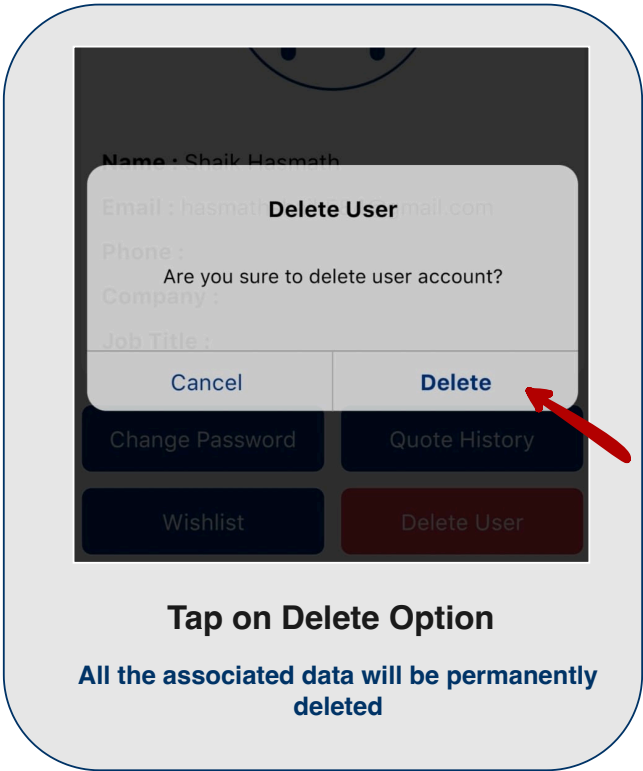 Name : Shaik Hasmath
Email : hasmath mail.com
Delete User
Phone :
Are you sure to delete user account?
Company :
Job Title :
Cancel Delete
Change Password Quote History
Wishlist Delete User
Tap on Delete Option
All the associated data will be permanently
deleted